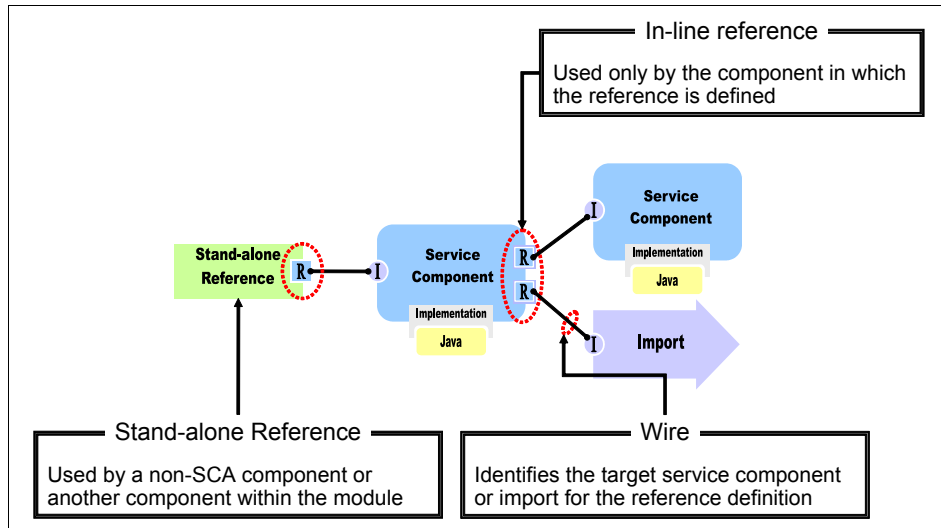 In-line reference
Used only by the component in which
the reference is defined
Service
Component
I
Implementation
Java
Stand-alone
Reference
R
I
Service
Component
R
R
Implementation
Java
I
Import
Stand-alone Reference
Used by a non-SCA component or
another component within the module
Wire
Identifies the target service component
or import for the reference definition